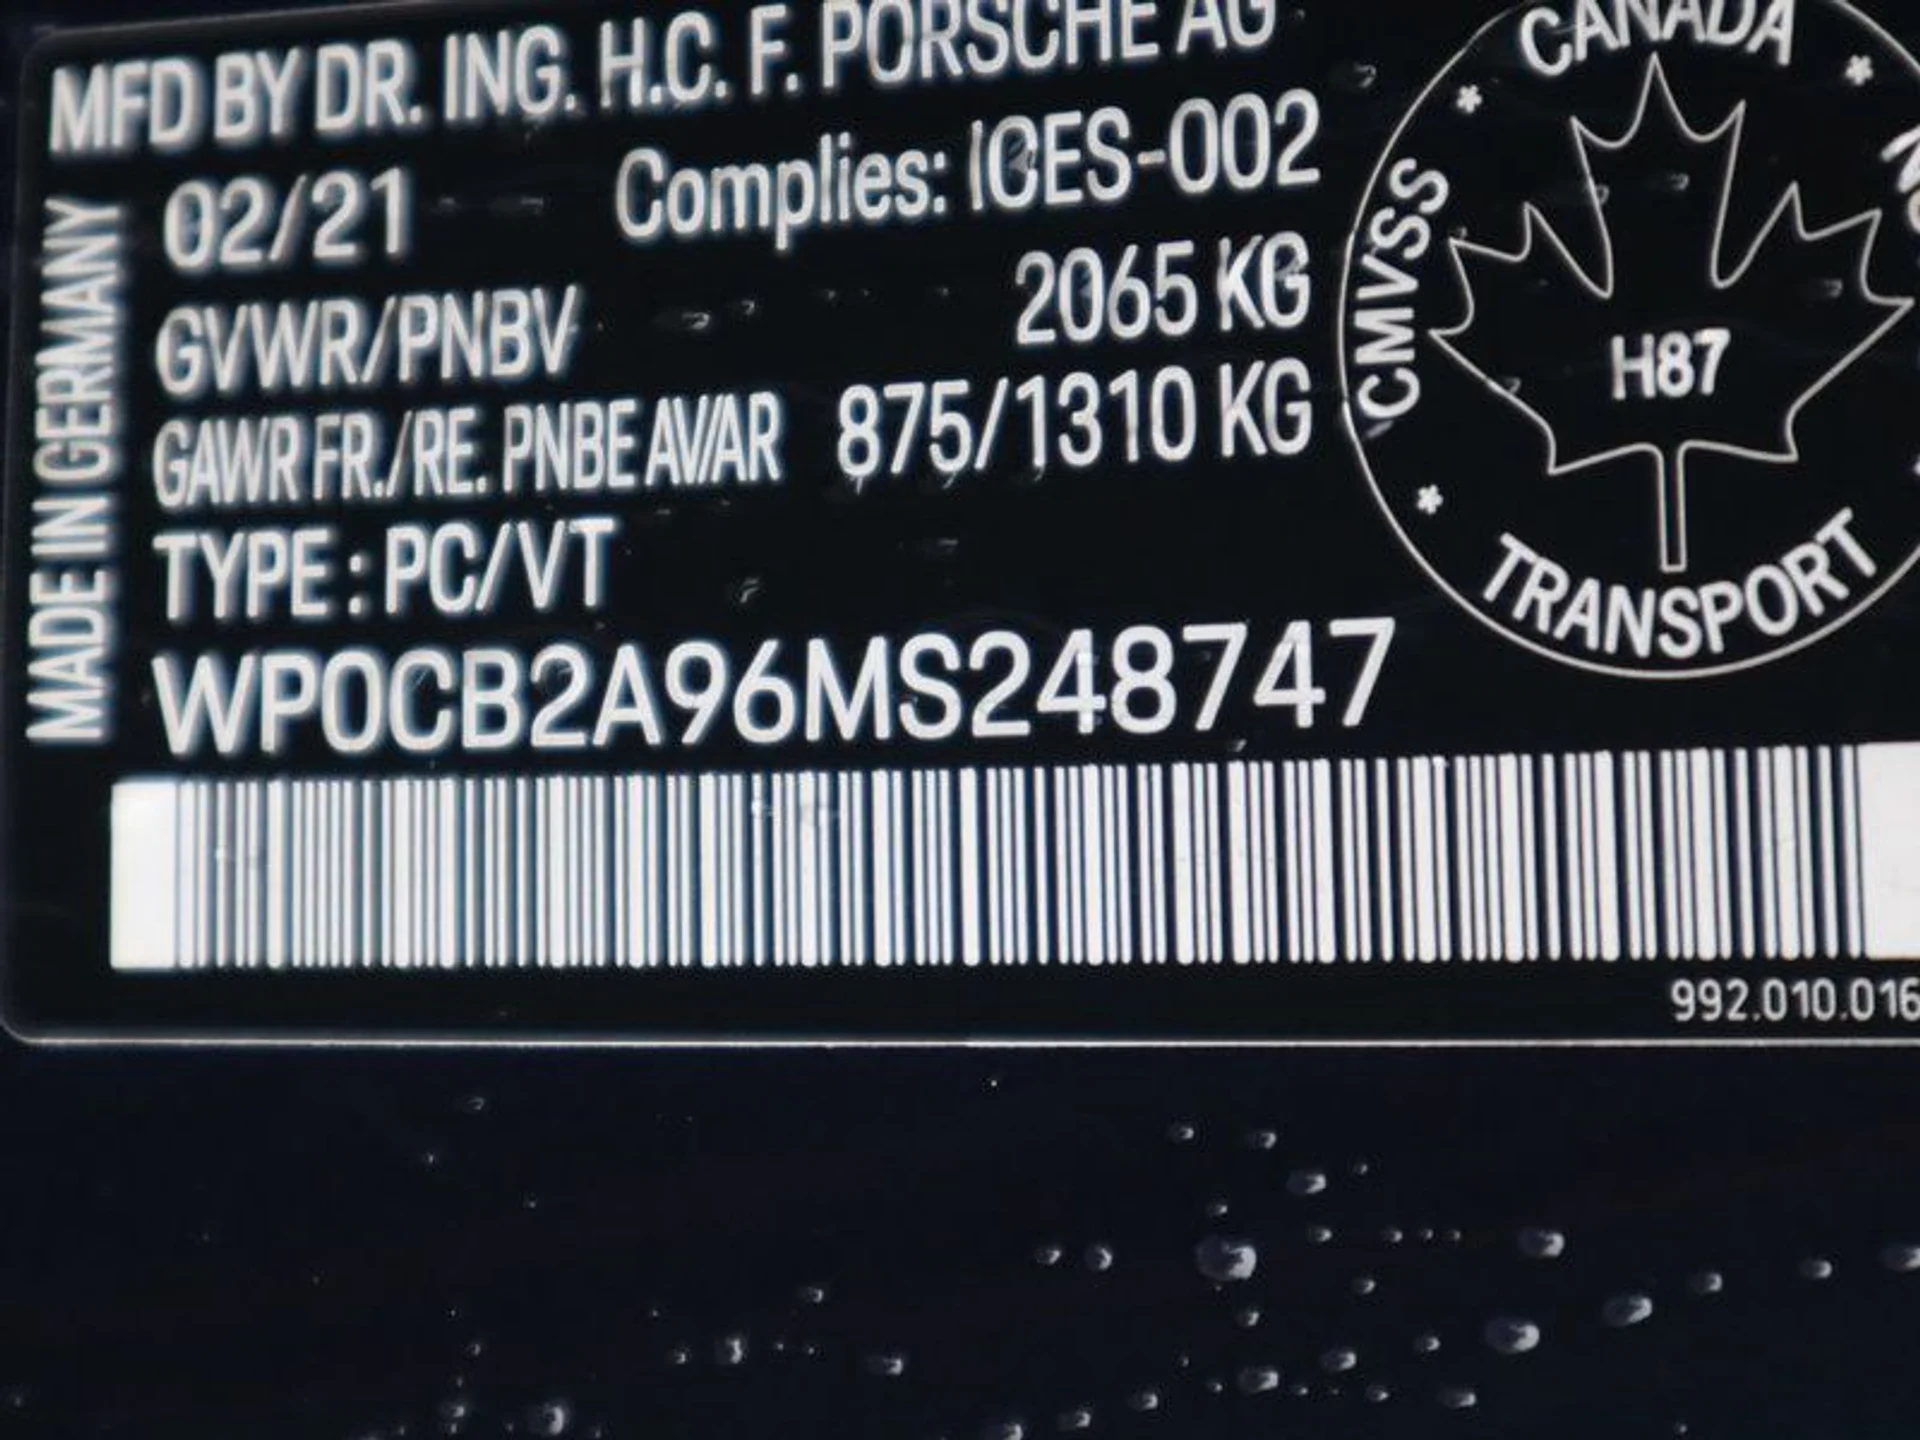 MFD BY DR. ING. H.C. F. PORSCHE AG
02/21 Complies: ICES-002
GVWR/PNBV 2065 KG
GAWR FR./RE. PNBE AV/AR 875/1310 KG
TYPE : PC/VT
WP0CB2A96MS248747
MADE IN GERMANY
CANADA
CMVSS
H87
TRANSPORT
992.010.016